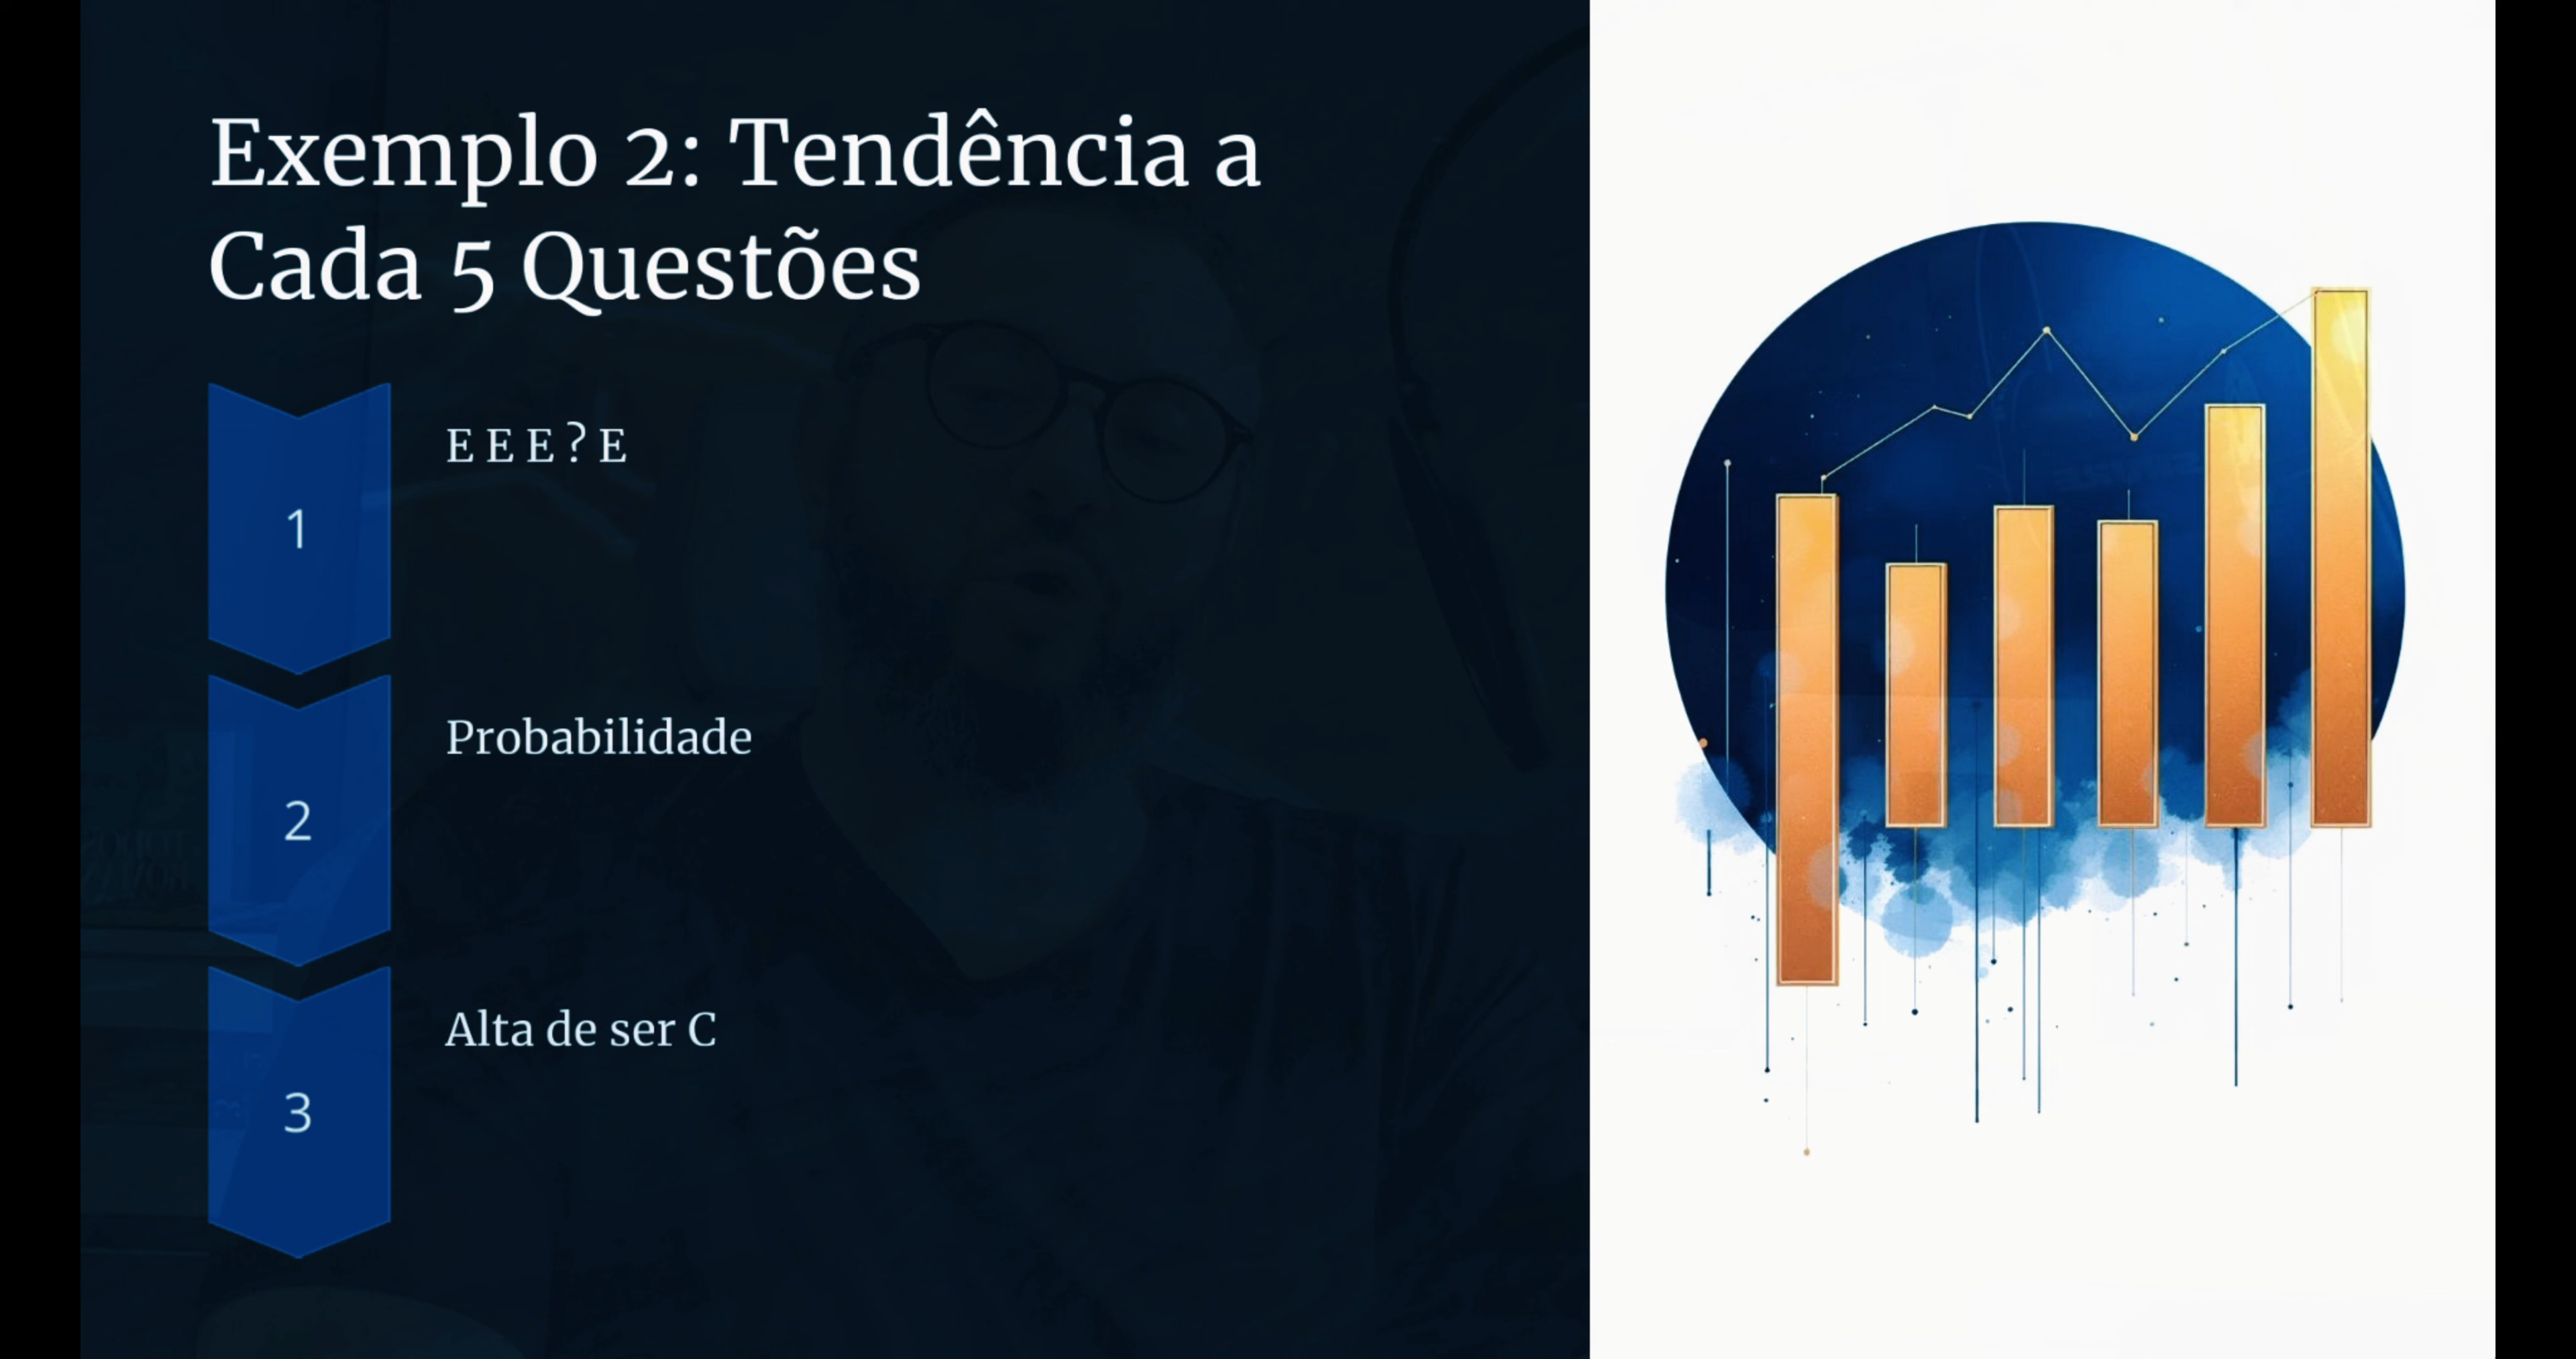 Exemplo 2: Tendência a
Cada 5 Questões
1
E E E ? E
2
Probabilidade
3
Alta de ser C